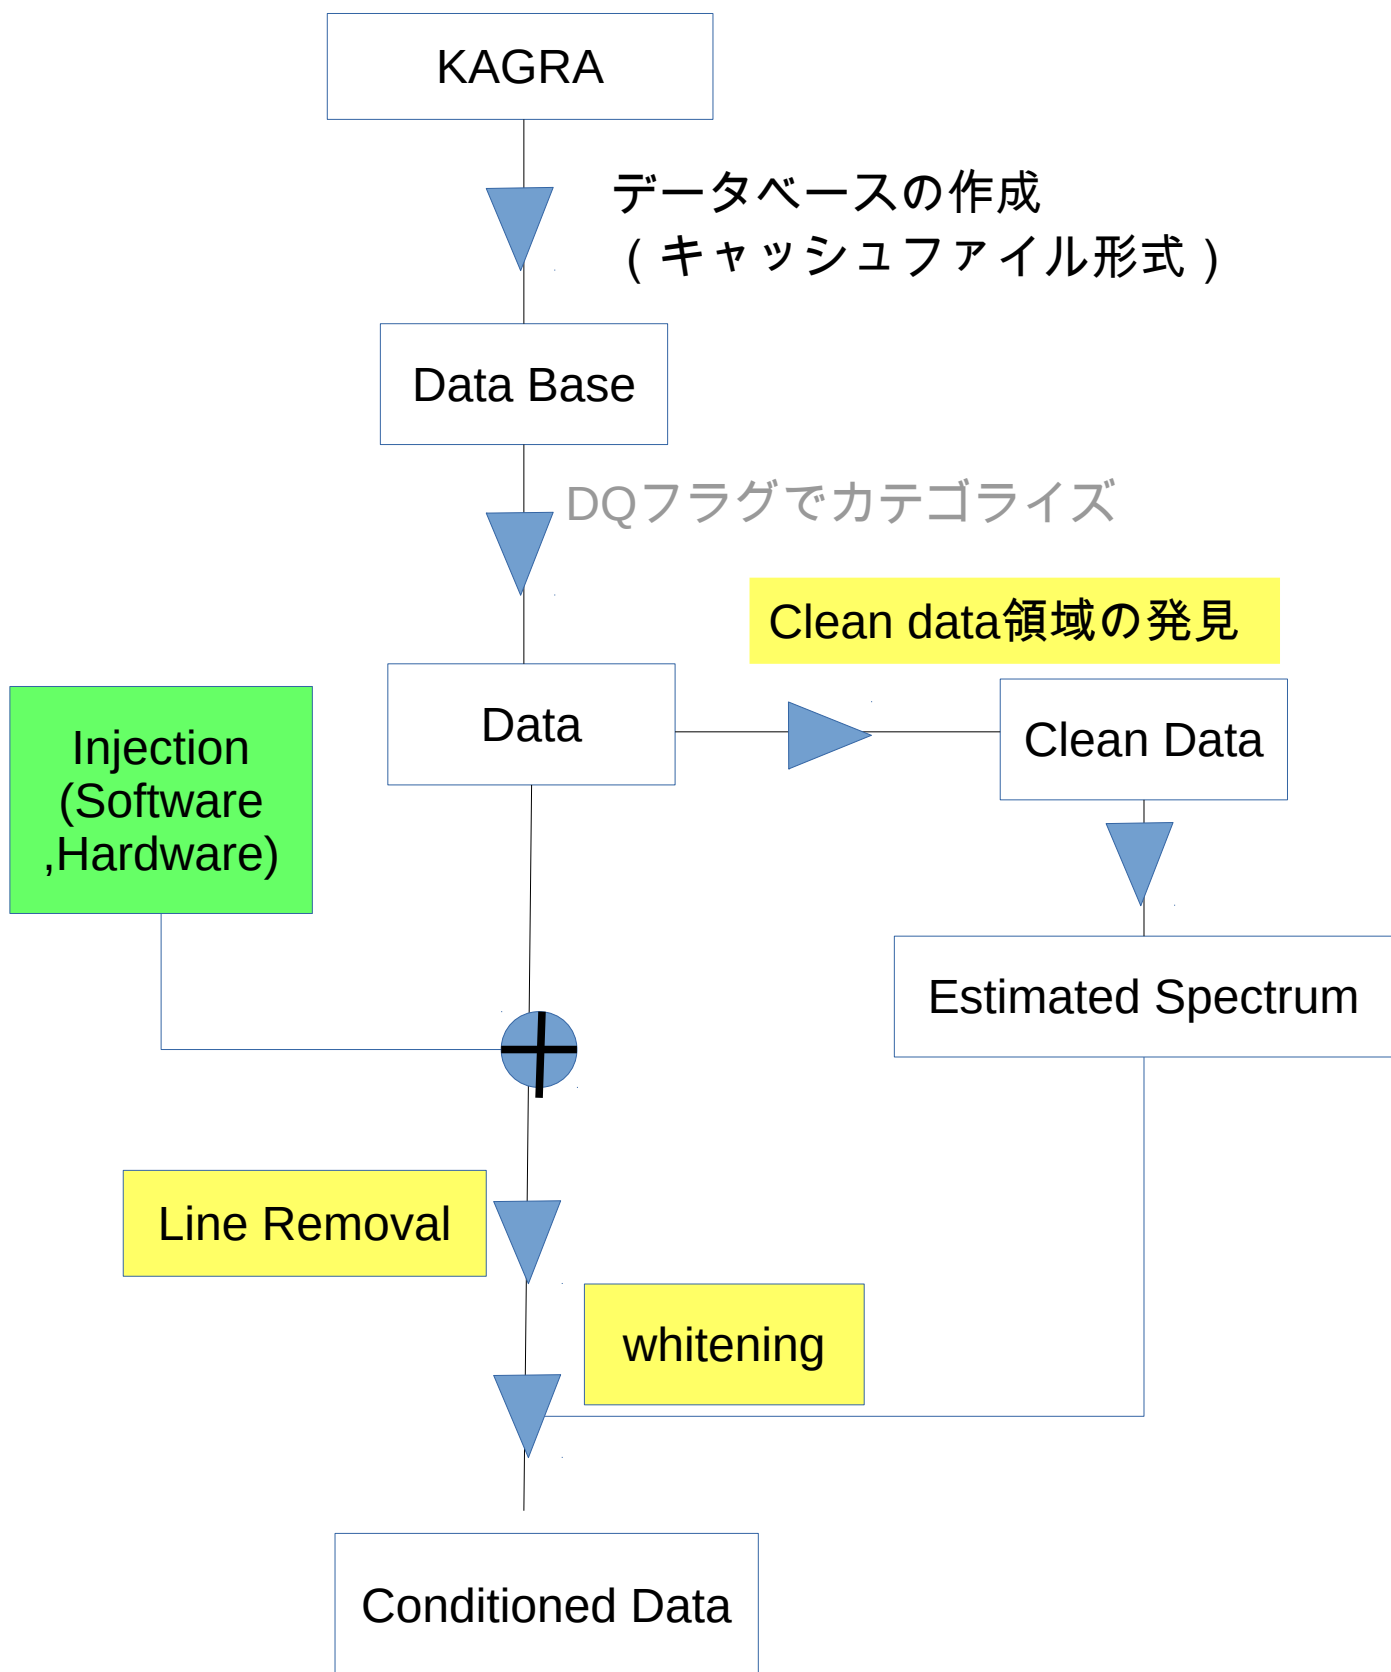 KAGRA
データベースの作成
( キャッシュファイル形式 )
Data Base
DQフラグでカテゴライズ
Clean data領域の発見
Data
Clean Data
Injection
(Software
,Hardware)
Estimated Spectrum
Line Removal
whitening
Conditioned Data